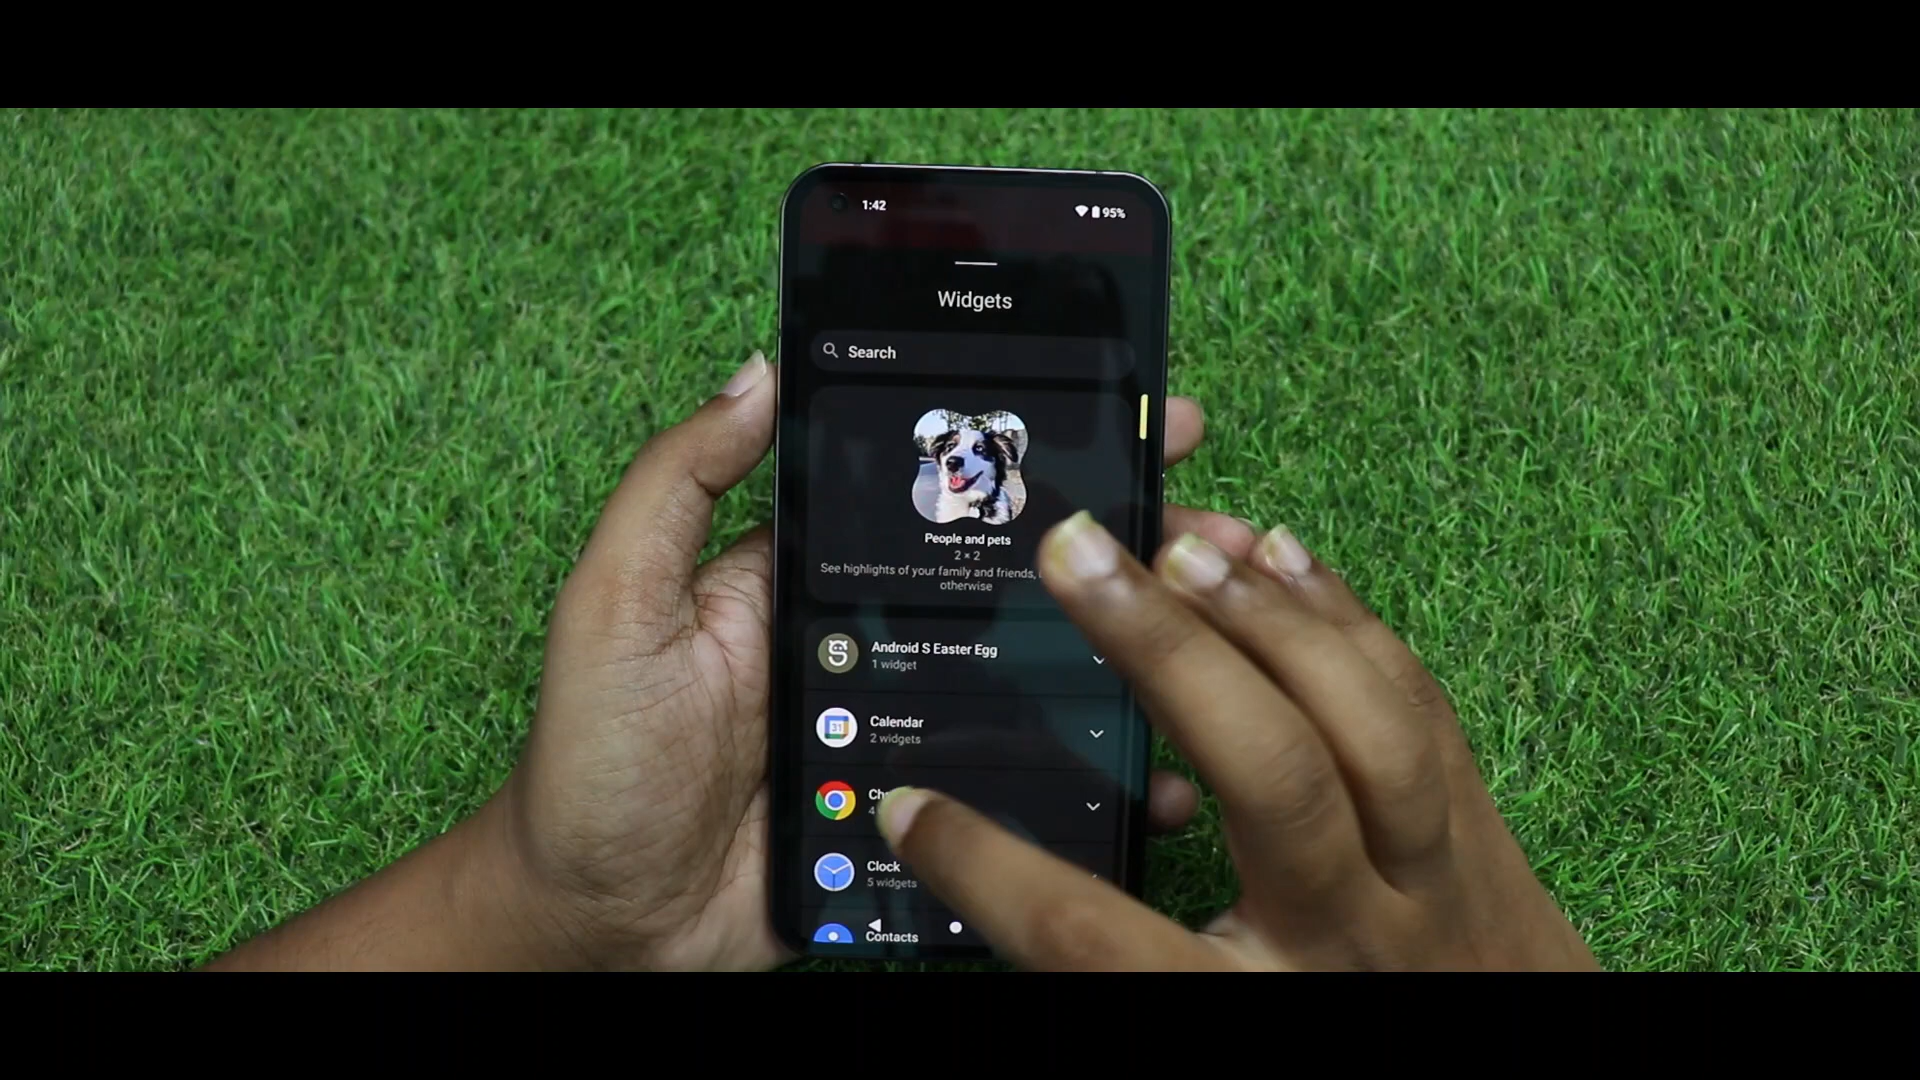 1:42
95%
Widgets
Search
People and pets
2 × 2
See highlights of your family and friends,
otherwise
Android S Easter Egg
1 widget
Calendar
2 widgets
31
4
Clock
5 widgets
Contacts